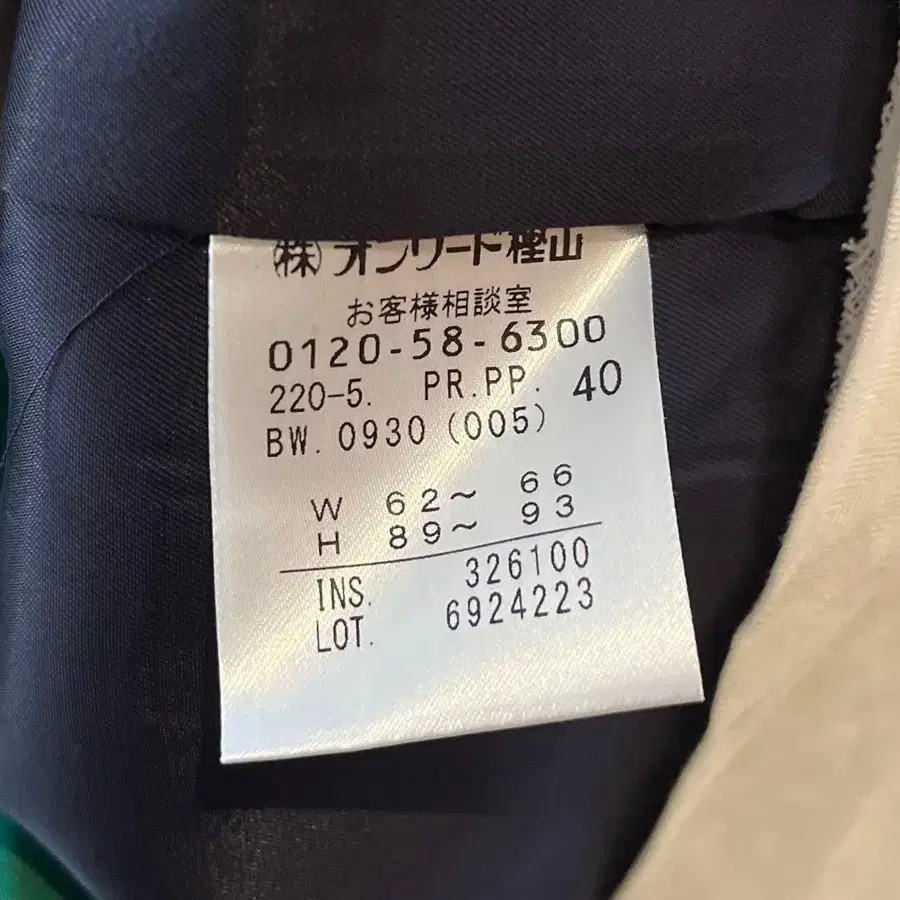 ㈱オンワード樫山
お客様相談室
0120-58-6300
220-5. PR.PP. 40
BW. 0930 (005)
W 62～ 66
H 89～ 93
INS. 326100
LOT. 6924223